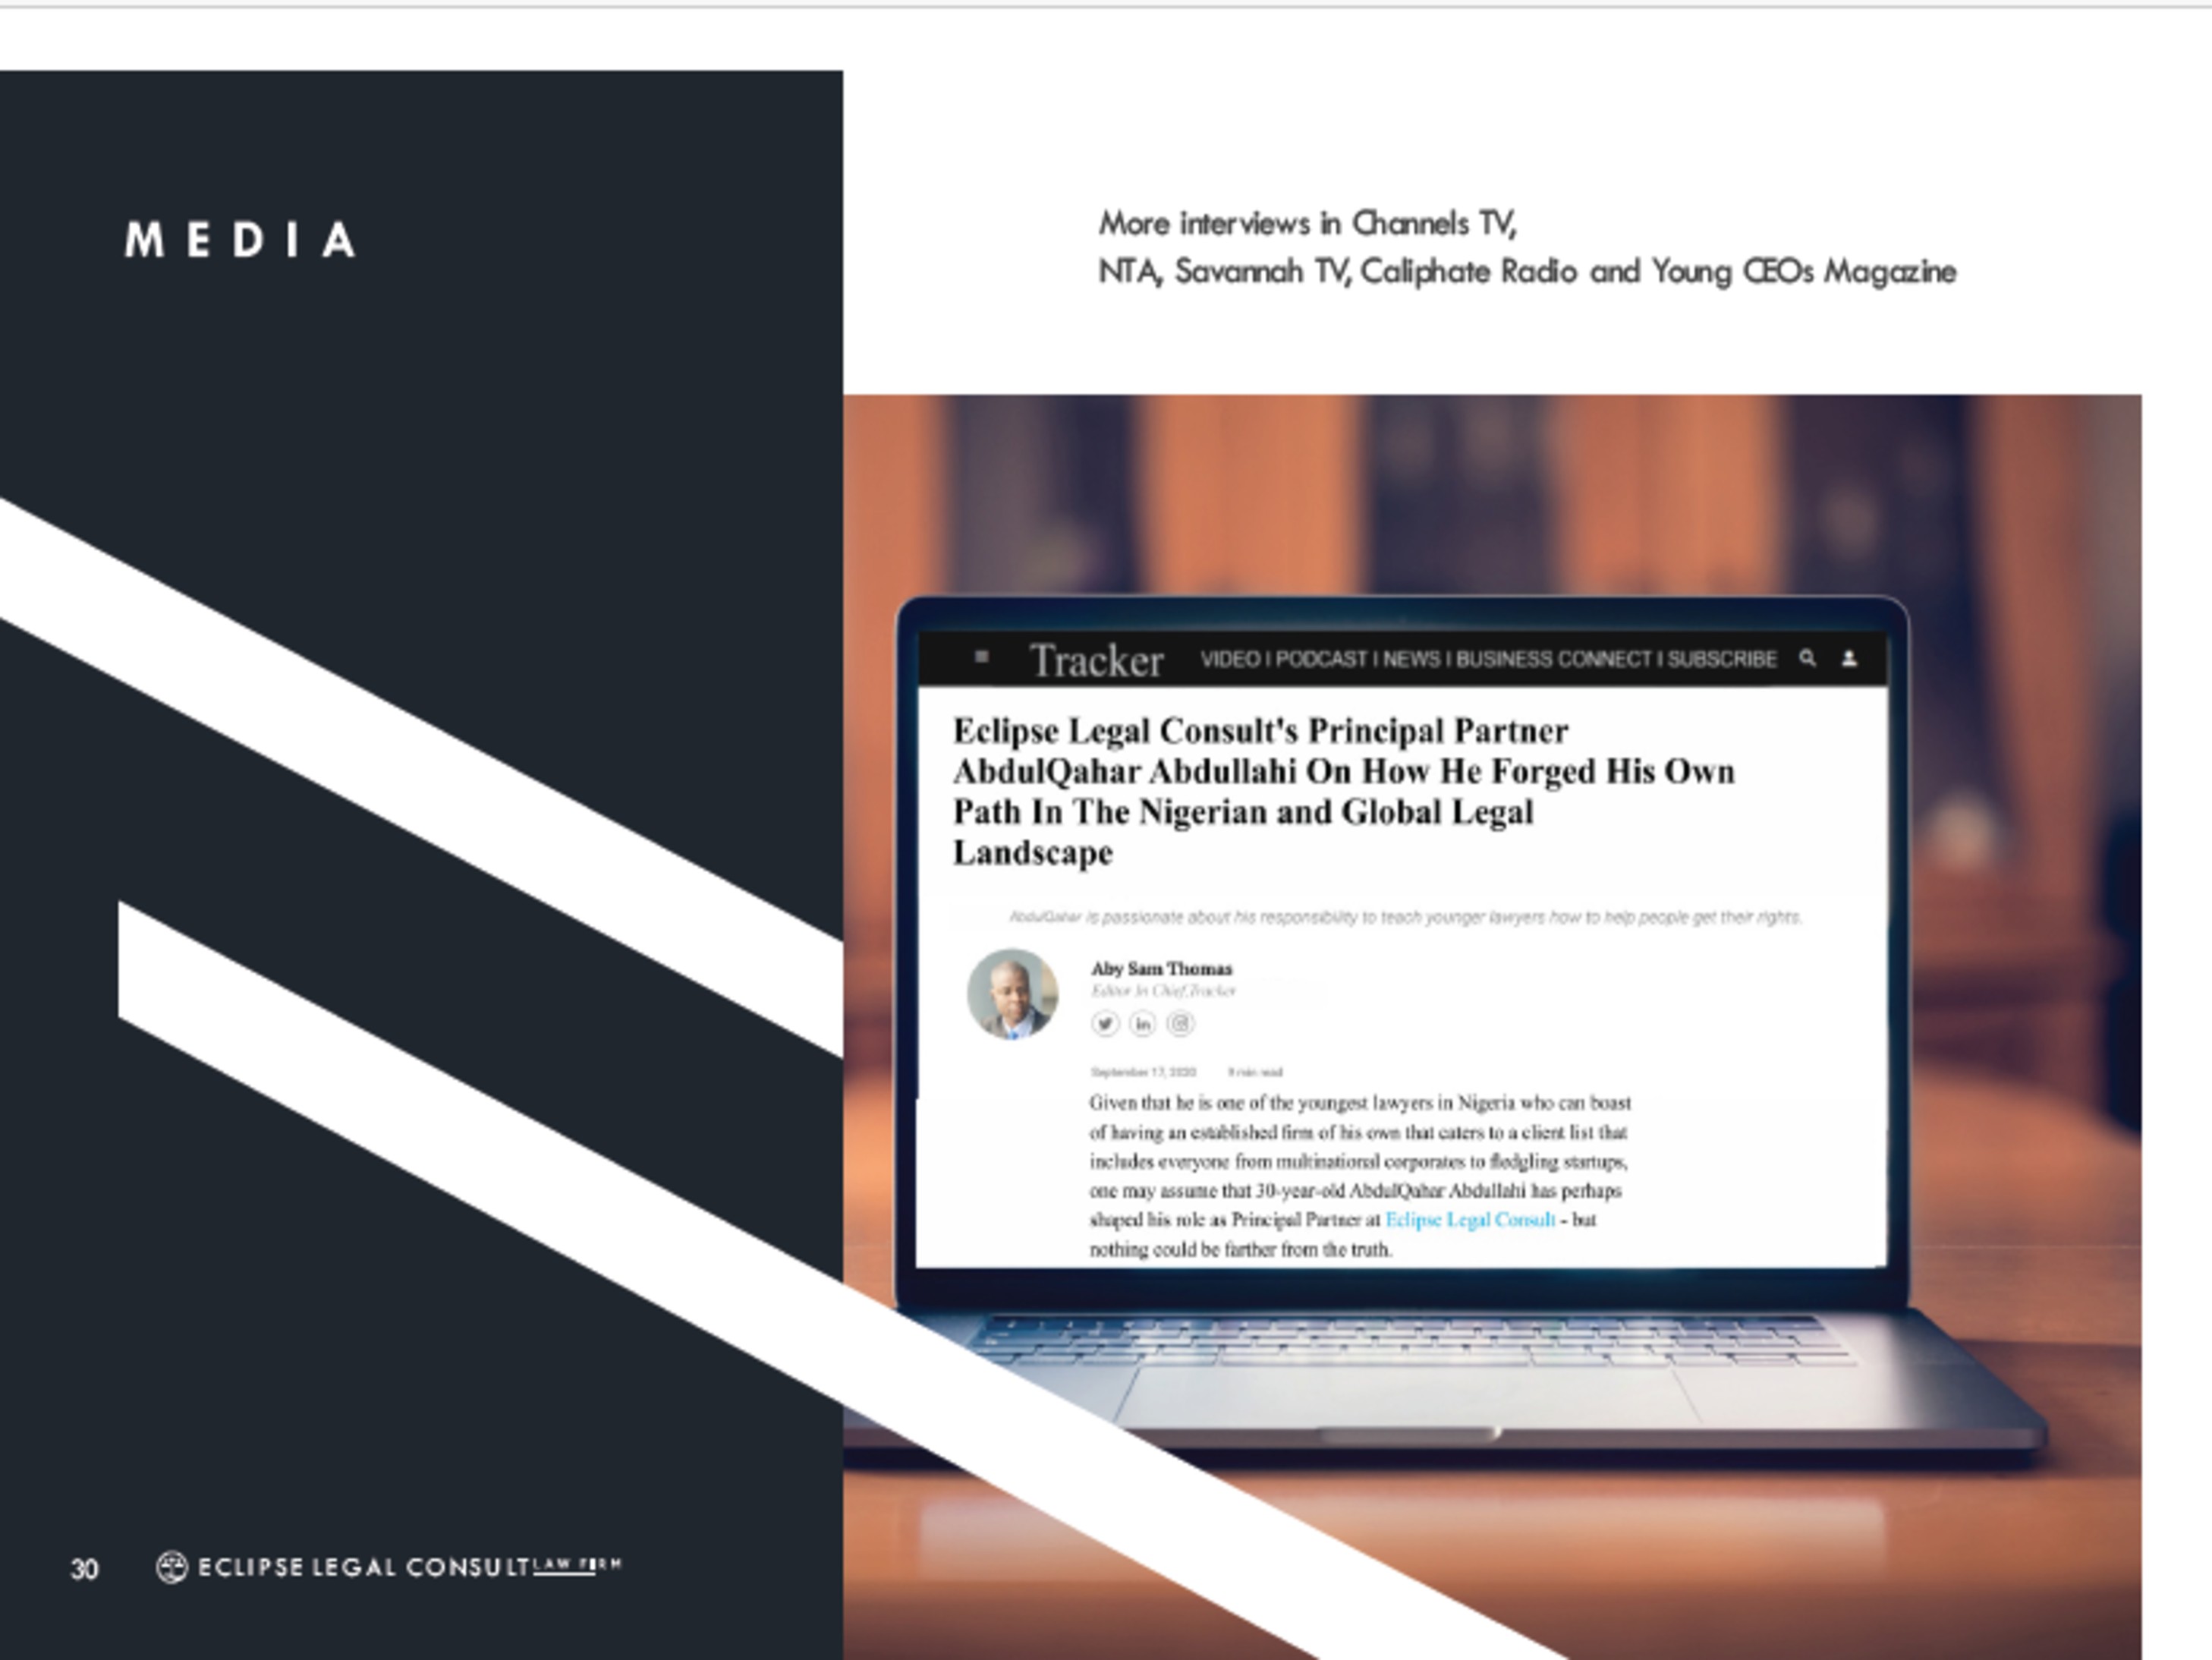 MEDIA
More interviews in Channels TV,
NTA, Savannah TV, Caliphate Radio and Young CEOs Magazine
Tracker VIDEO I PODCAST I NEWS I BUSINESS CONNECT I SUBSCRIBE
Eclipse Legal Consult's Principal Partner
AbdulQahar Abdullahi On How He Forged His Own
Path In The Nigerian and Global Legal
Landscape
AbdulQahar is passionate about his responsibility to teach younger lawyers how to help people get their rights.
Aby Sam Thomas
Editor In Chief,Tracker
September 17, 2020 9 min read
Given that he is one of the youngest lawyers in Nigeria who can boast
of having an established firm of his own that caters to a client list that
includes everyone from multinational corporates to fledgling startups,
one may assume that 30-year-old AbdulQahar Abdullahi has perhaps
shaped his role as Principal Partner at Eclipse Legal Consult - but
nothing could be farther from the truth.
30 ECLIPSE LEGAL CONSULT LAW FIRM